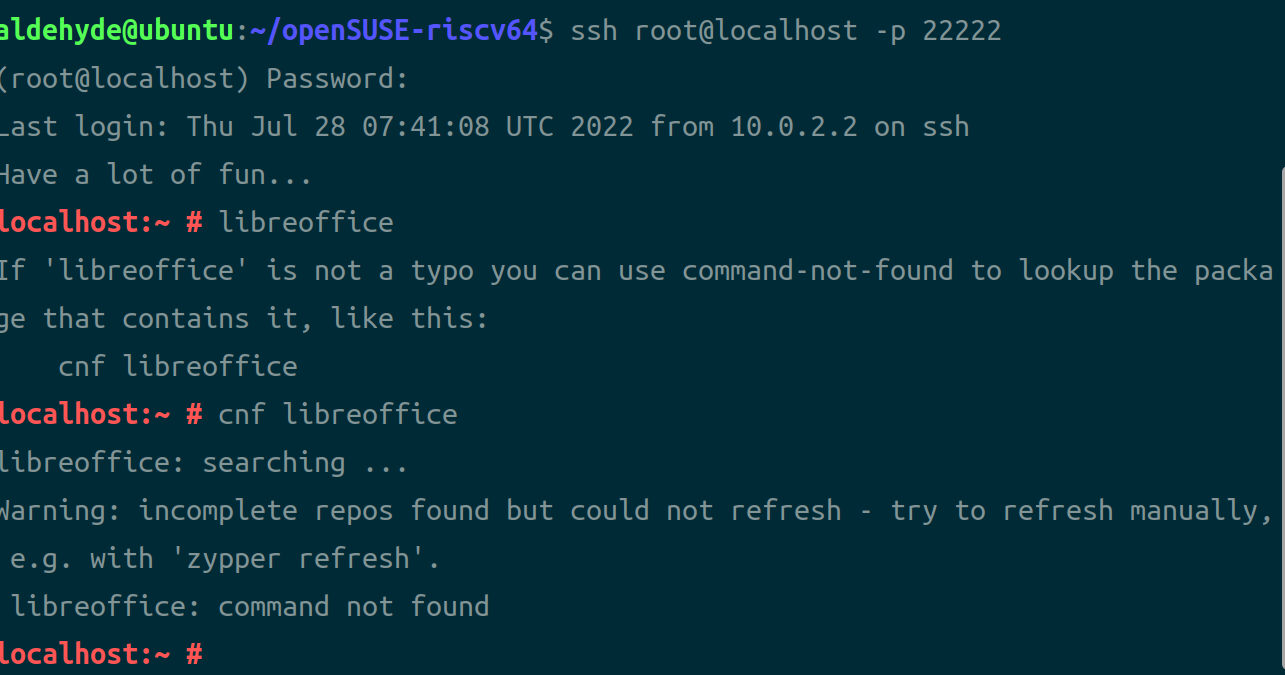 aldehyde@ubuntu:~/openSUSE-riscv64$ ssh root@localhost -p 22222
(root@localhost) Password:
Last login: Thu Jul 28 07:41:08 UTC 2022 from 10.0.2.2 on ssh
Have a lot of fun...
localhost:~ # libreoffice
If 'libreoffice' is not a typo you can use command-not-found to lookup the packa
ge that contains it, like this:
    cnf libreoffice
localhost:~ # cnf libreoffice
libreoffice: searching ...
Warning: incomplete repos found but could not refresh - try to refresh manually,
 e.g. with 'zypper refresh'.
 libreoffice: command not found
localhost:~ #